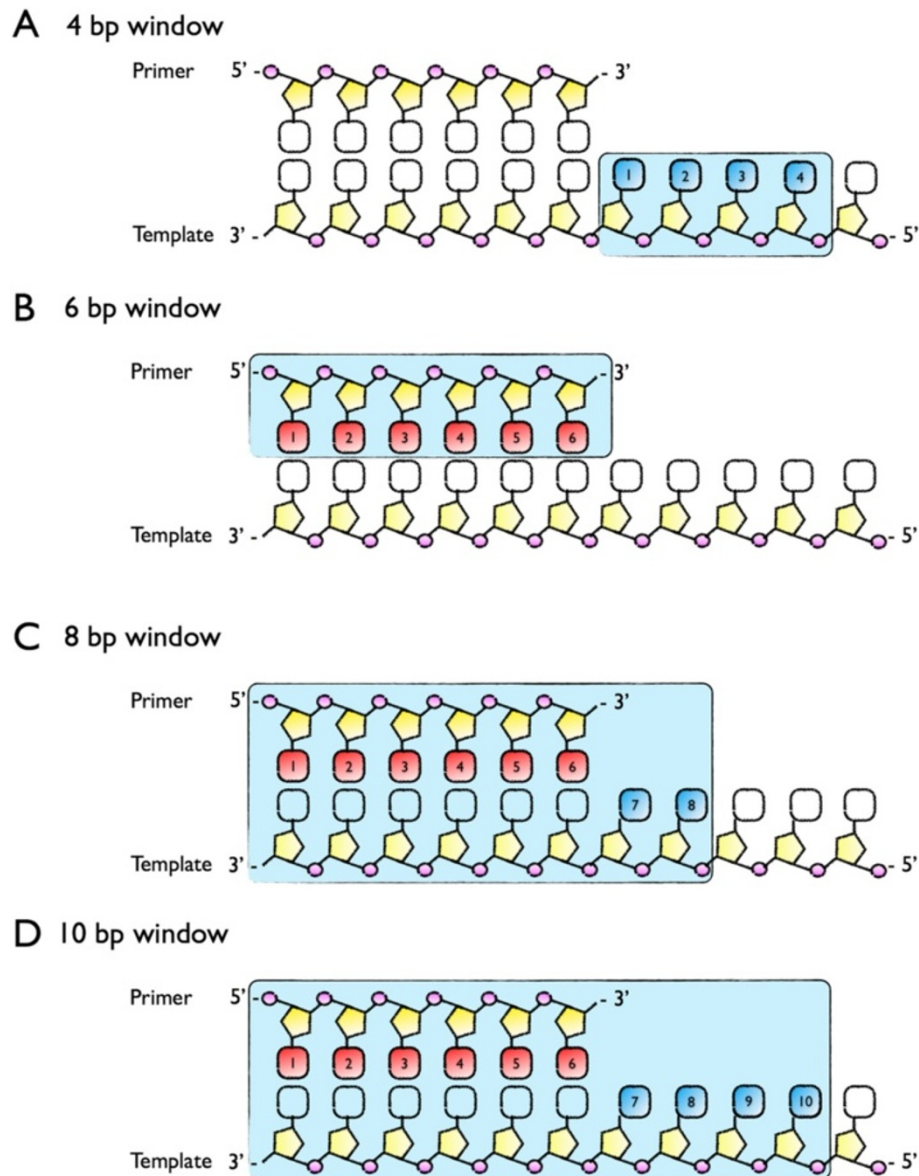 A 4 bp window
Primer 5' - - 3'
1 2 3 4
Template 3' - - 5'
B 6 bp window
Primer 5' - - 3'
1 2 3 4 5 6
Template 3' - - 5'
C 8 bp window
Primer 5' - - 3'
1 2 3 4 5 6
7 8
Template 3' - - 5'
D 10 bp window
Primer 5' - - 3'
1 2 3 4 5 6
7 8 9 10
Template 3' - - 5'